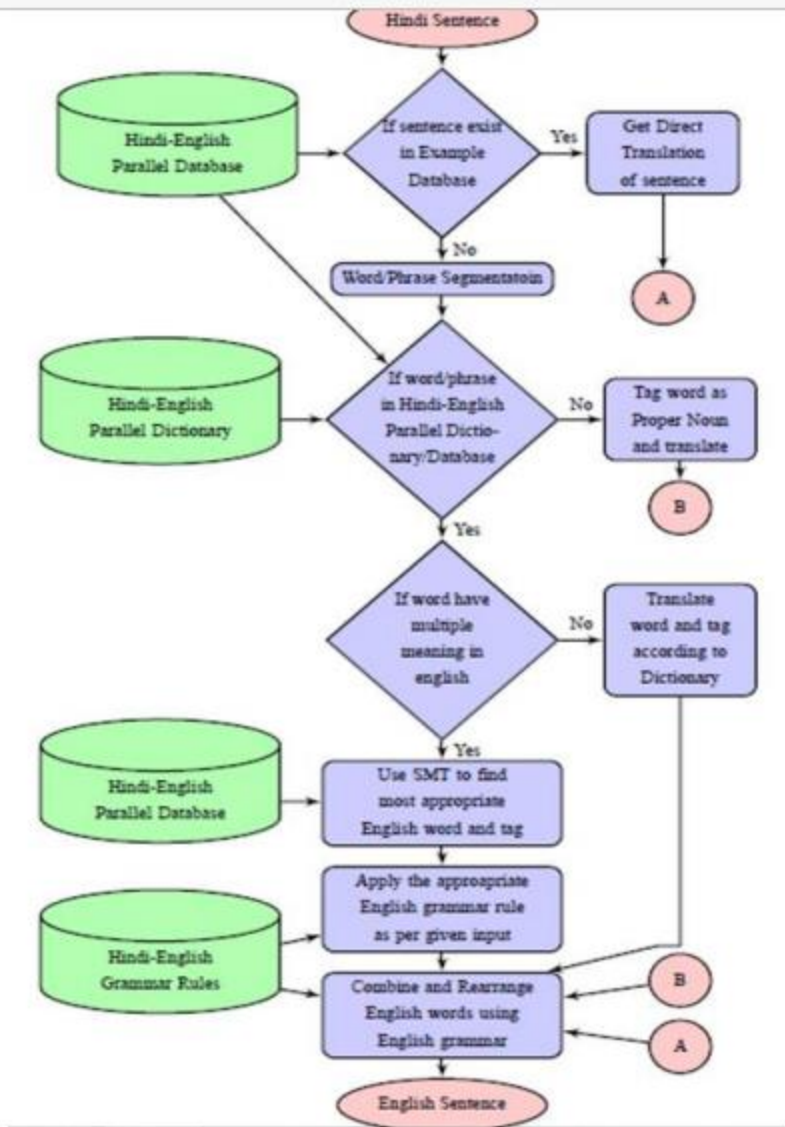 Hindi Sentence
Hindi-English
Parallel Database
If sentence exist
in Example
Database
Yes
Get Direct
Translation
of sentence
No
Word/Phrase Segmentatoin
A
Hindi-English
Parallel Dictionary
If word/phrase
in Hindi-English
Parallel Dictio-
nary/Database
No
Tag word as
Proper Noun
and translate
B
Yes
If word have
multiple
meaning in
english
No
Translate
word and tag
according to
Dictionary
Yes
Hindi-English
Parallel Database
Use SMT to find
most appropriate
English word and tag
Apply the approapriate
English grammar rule
as per given input
Hindi-English
Grammar Rules
Combine and Rearrange
English words using
English grammar
B
A
English Sentence